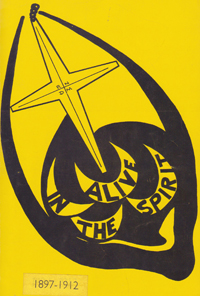 ALIVE
IN THE SPIRIT
1897-1912